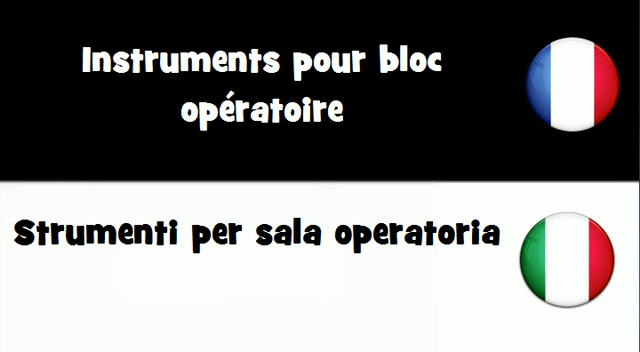 Instruments pour bloc
opératoire
Strumenti per sala operatoria